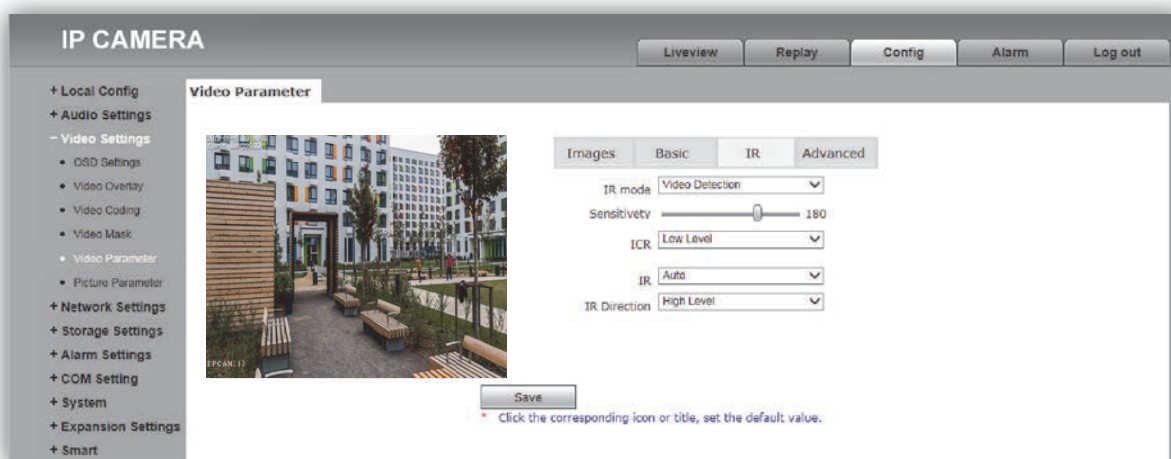 IP CAMERA
Liveview
Replay
Config
Alarm
Log out
+ Local Config
+ Audio Settings
− Video Settings
• OSD Settings
• Video Overlay
• Video Coding
• Video Mask
• Video Parameter
• Picture Parameter
+ Network Settings
+ Storage Settings
+ Alarm Settings
+ COM Setting
+ System
+ Expansion Settings
+ Smart
Video Parameter
IPCAM(1)
Images Basic IR Advanced
IR mode Video Detection
Sensitivety 180
ICR Low Level
IR Auto
IR Direction High Level
Save
* Click the corresponding icon or title, set the default value.